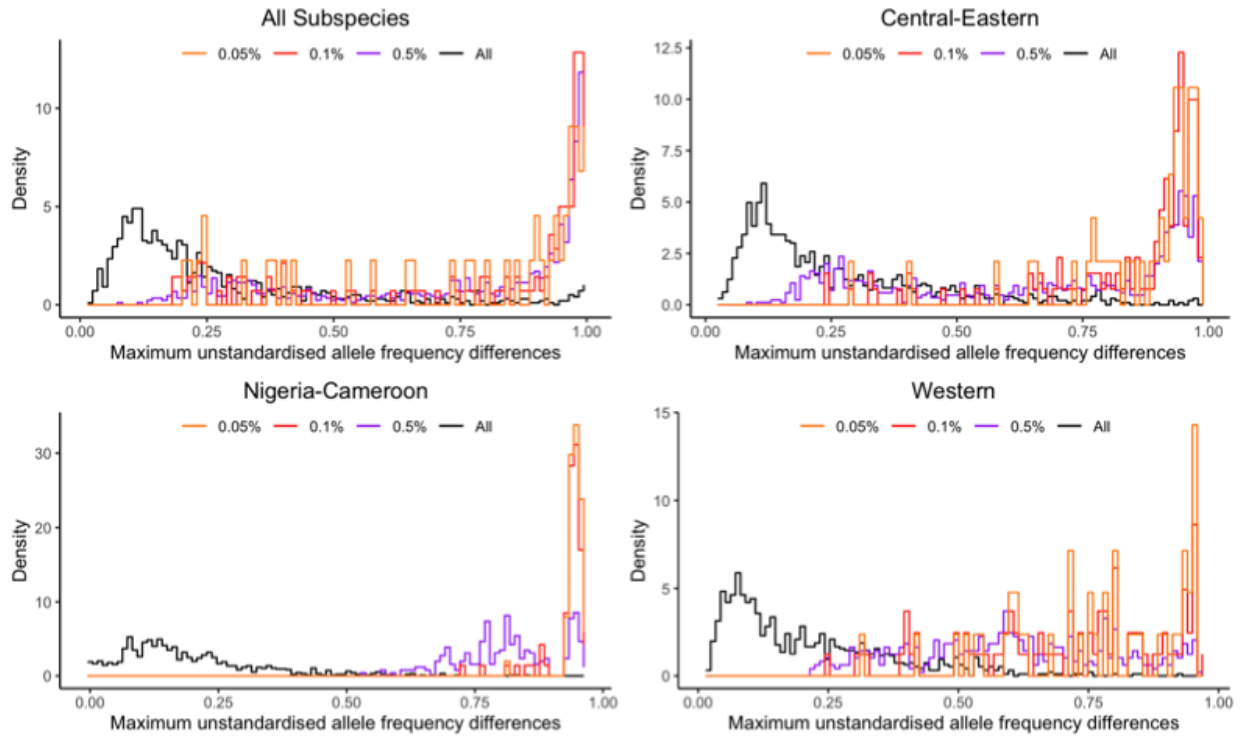 All Subspecies
0.05% 0.1% 0.5% All
Density
10
5
0
0.00 0.25 0.50 0.75 1.00
Maximum unstandardised allele frequency differences
Central-Eastern
0.05% 0.1% 0.5% All
Density
12.5
10.0
7.5
5.0
2.5
0.0
0.00 0.25 0.50 0.75 1.00
Maximum unstandardised allele frequency differences
Nigeria-Cameroon
0.05% 0.1% 0.5% All
Density
30
20
10
0
0.00 0.25 0.50 0.75 1.00
Maximum unstandardised allele frequency differences
Western
0.05% 0.1% 0.5% All
Density
15
10
5
0
0.00 0.25 0.50 0.75 1.00
Maximum unstandardised allele frequency differences